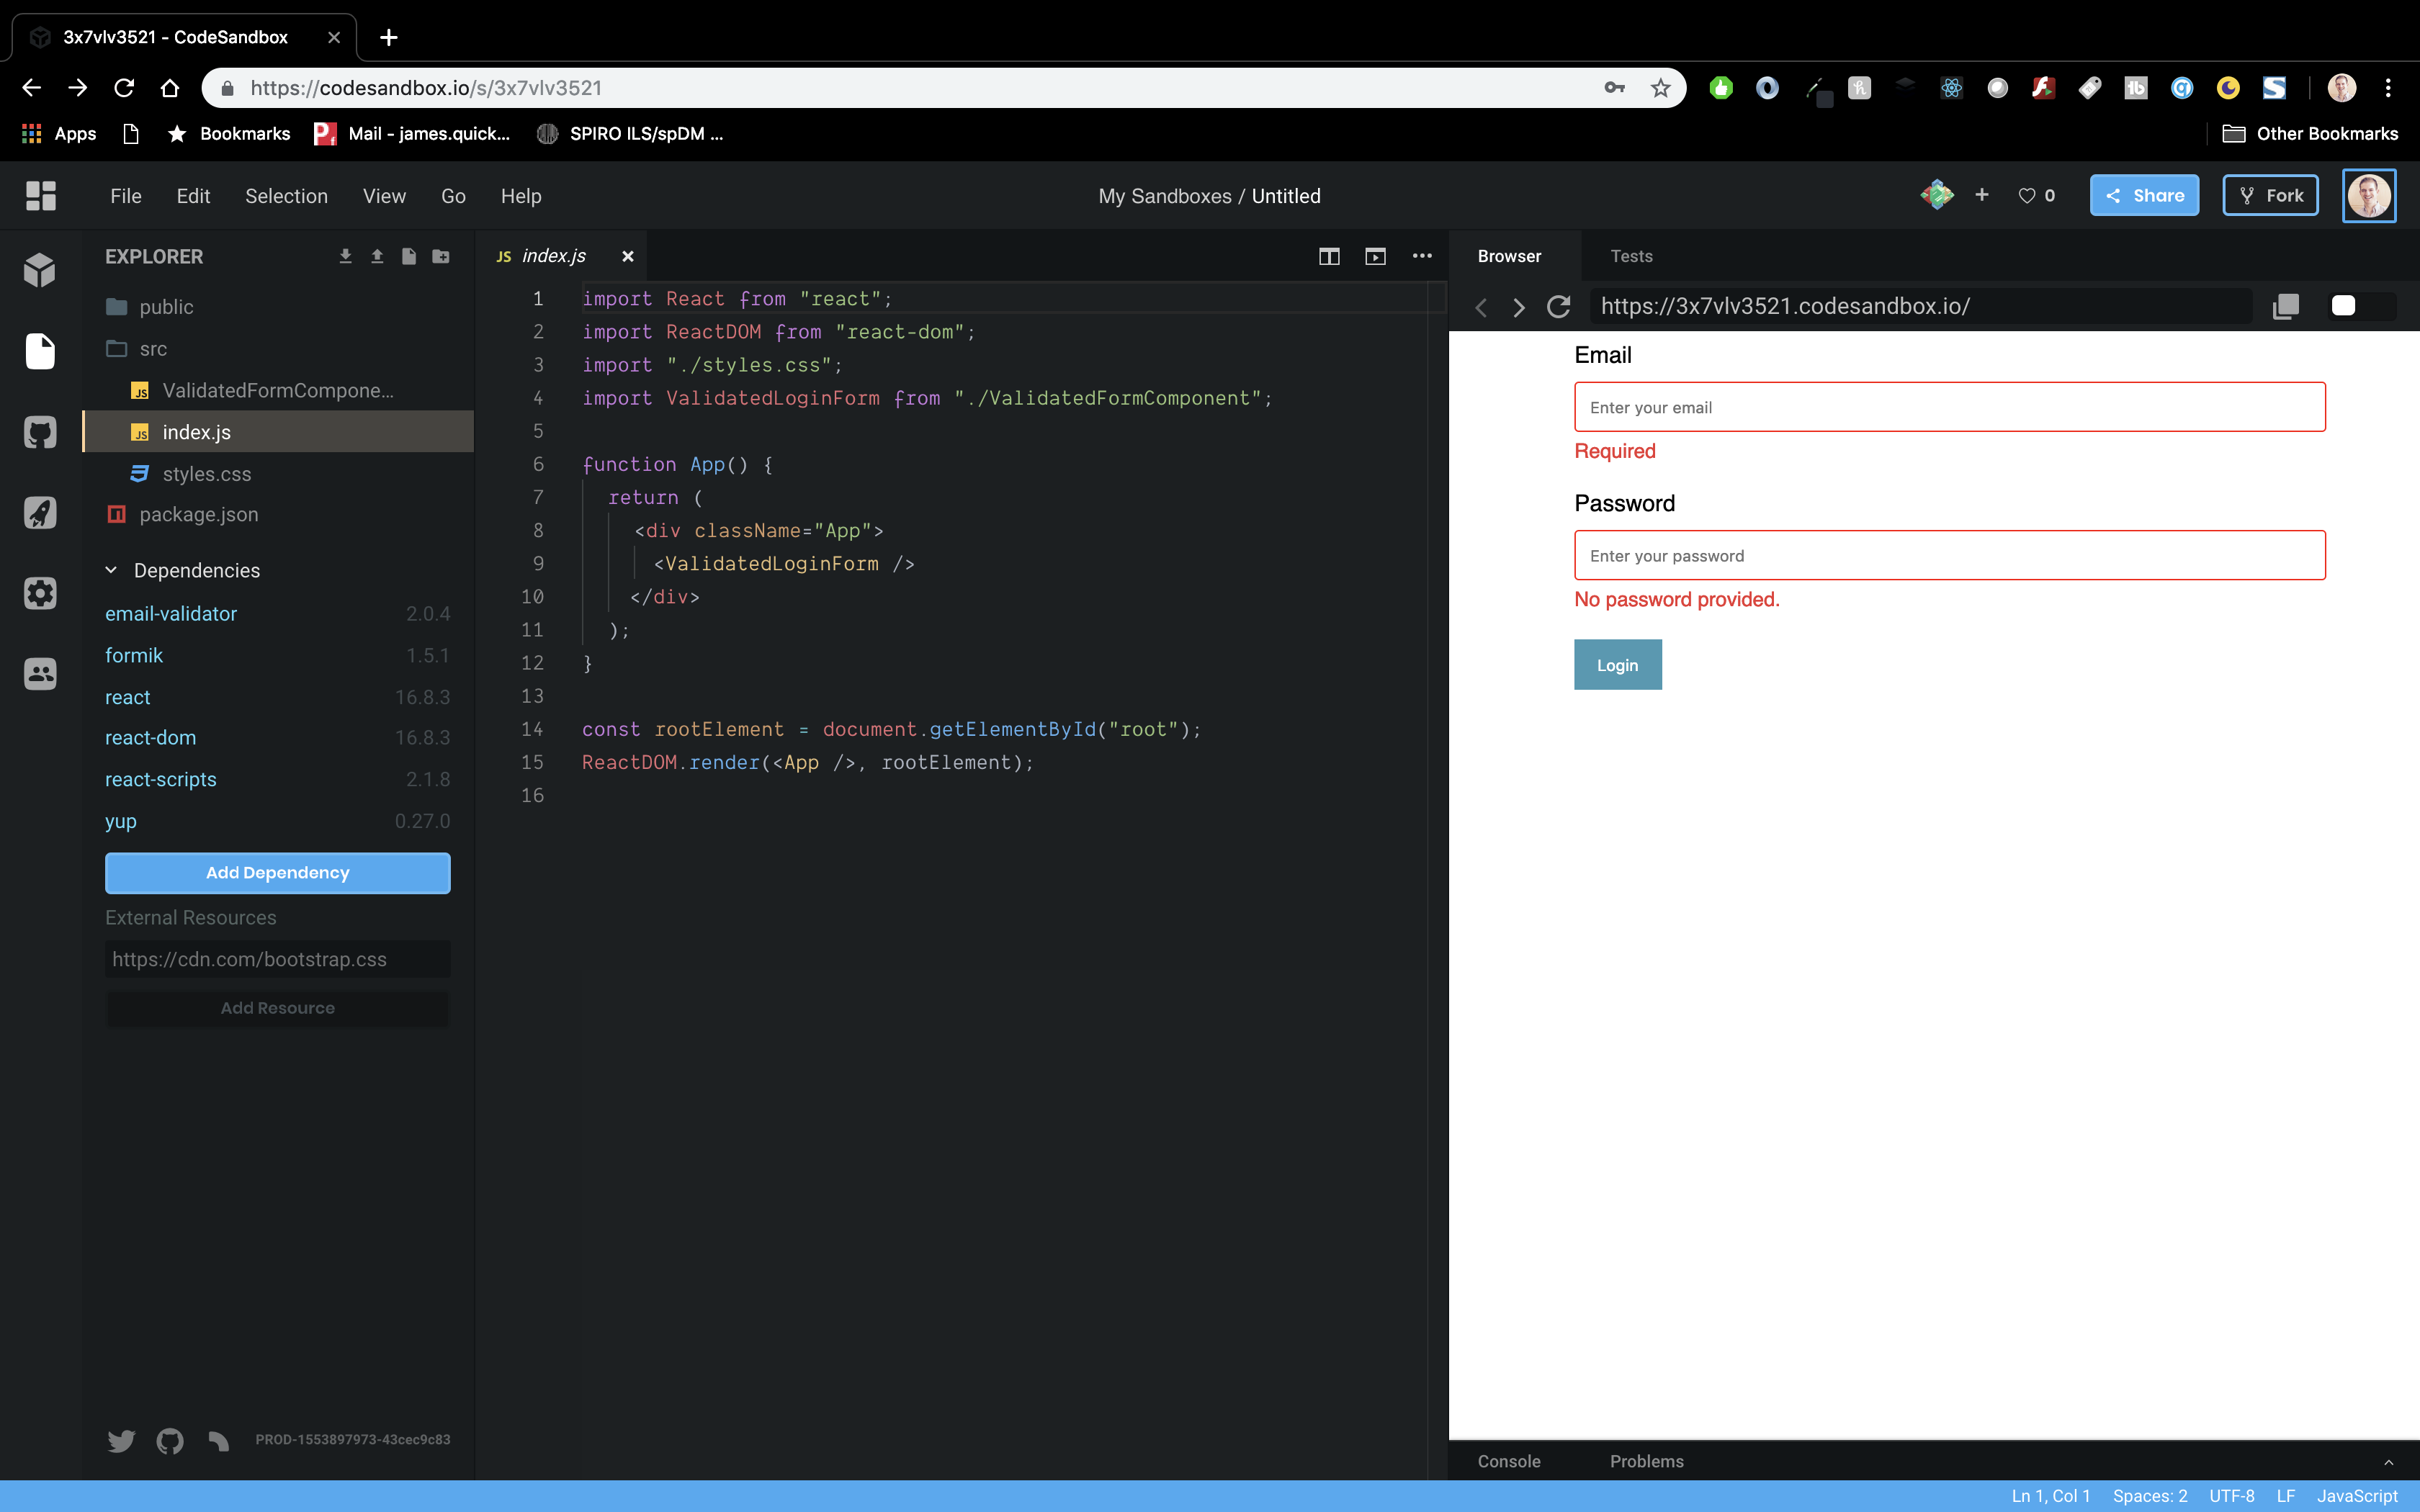 3x7vlv3521 - CodeSandbox
https://codesandbox.io/s/3x7vlv3521
Apps
Bookmarks
Mail - james.quick...
SPIRO ILS/spDM ...
Other Bookmarks
File Edit Selection View Go Help
My Sandboxes / Untitled
0
Share
Fork
EXPLORER
public
src
JS ValidatedFormCompone...
JS index.js
styles.css
package.json
Dependencies
email-validator 2.0.4
formik 1.5.1
react 16.8.3
react-dom 16.8.3
react-scripts 2.1.8
yup 0.27.0
Add Dependency
External Resources
https://cdn.com/bootstrap.css
Add Resource
PROD-1553897973-43cec9c83
JS index.js
1 import React from "react";
2 import ReactDOM from "react-dom";
3 import "./styles.css";
4 import ValidatedLoginForm from "./ValidatedFormComponent";
5
6 function App() {
7 return (
8 <div className="App">
9 <ValidatedLoginForm />
10 </div>
11 );
12 }
13
14 const rootElement = document.getElementById("root");
15 ReactDOM.render(<App />, rootElement);
16
Browser Tests
https://3x7vlv3521.codesandbox.io/
Email
Enter your email
Required
Password
Enter your password
No password provided.
Login
Console Problems
Ln 1, Col 1 Spaces: 2 UTF-8 LF JavaScript